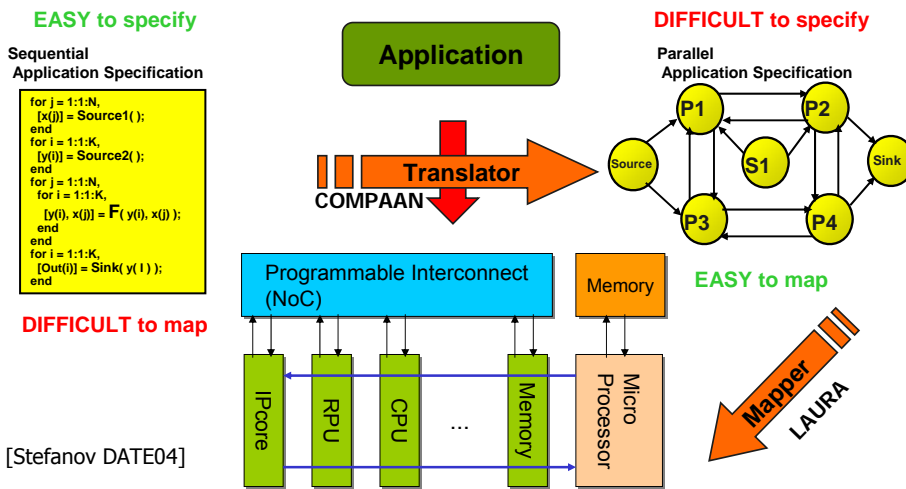 EASY to specify
Sequential
Application Specification
for j = 1:1:N,
[x(j)] = Source1( );
end
for i = 1:1:K,
[y(i)] = Source2( );
end
for j = 1:1:N,
for i = 1:1:K,
[y(i), x(j)] = F( y(i), x(j) );
end
end
for i = 1:1:K,
[Out(i)] = Sink( y( I ) );
end
DIFFICULT to map
Application
Translator
COMPAAN
DIFFICULT to specify
Parallel
Application Specification
P1
P2
Source
S1
Sink
P3
P4
EASY to map
Programmable Interconnect
(NoC)
Memory
IPcore
RPU
CPU
...
Memory
Micro
Processor
Mapper
LAURA
[Stefanov DATE04]